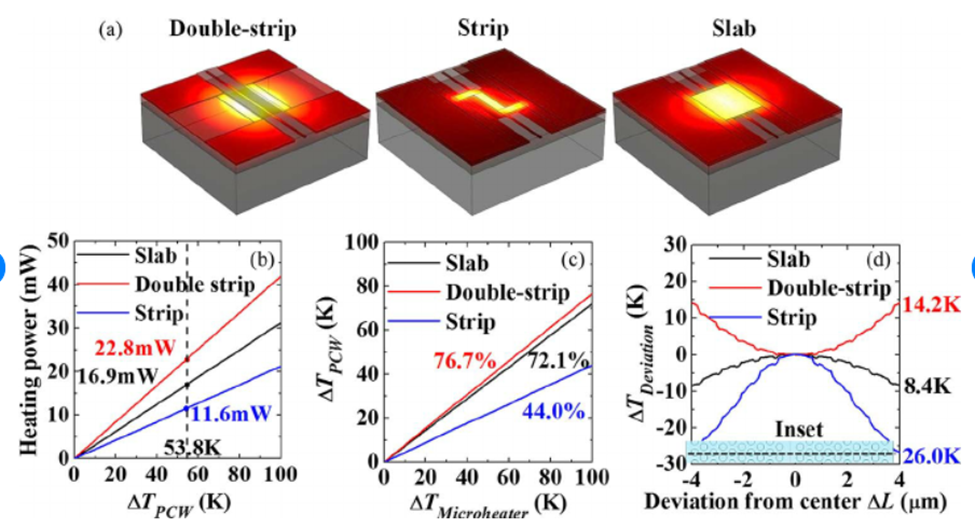 (a) Double-strip Strip Slab
50
40
30
20
10
0
Heating power (mW)
Slab (b)
Double strip
Strip
22.8mW
16.9mW
11.6mW
53.8K
0 20 40 60 80 100
ΔT_PCW (K)
100
80
60
40
20
0
ΔT_PCW (K)
Slab (c)
Double-strip
Strip
76.7% 72.1%
44.0%
0 20 40 60 80 100
ΔT_Microheater (K)
30
20
10
0
-10
-20
-30
ΔT_Deviation (K)
Slab (d)
Double-strip
Strip
14.2K
8.4K
Inset
26.0K
-4 -2 0 2 4
Deviation from center ΔL (μm)